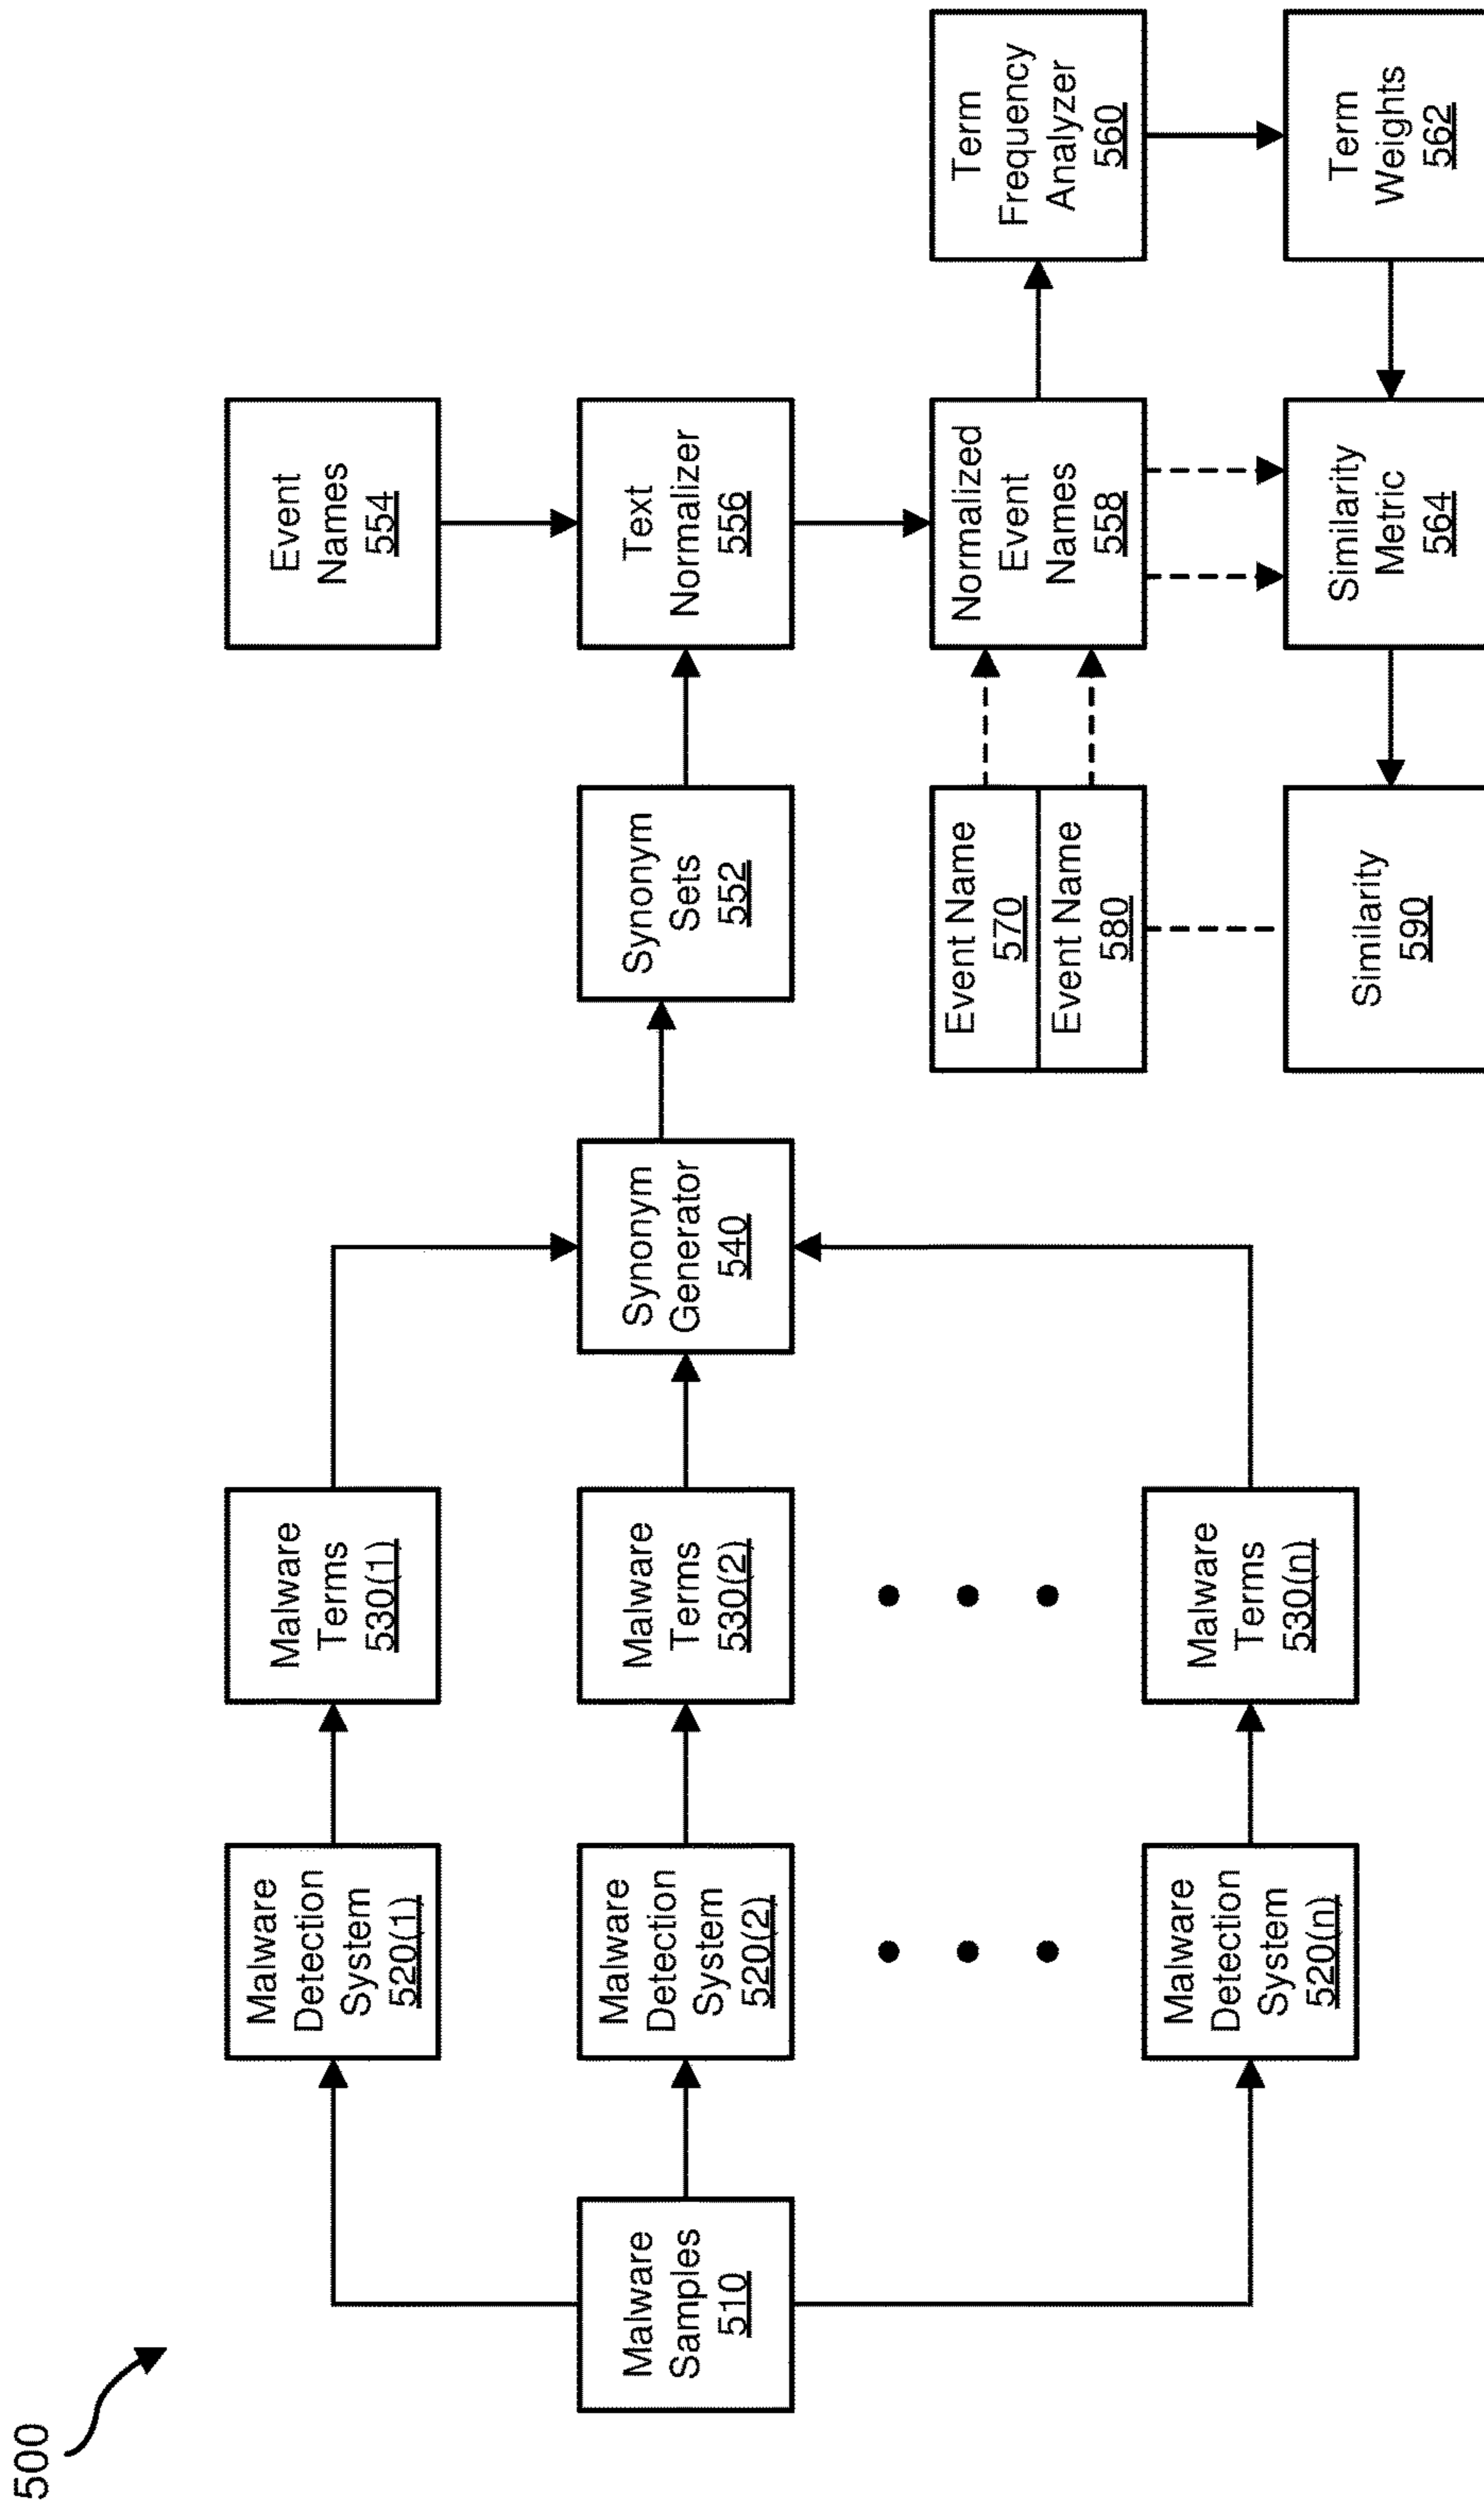 500
Malware
Samples
510
Malware
Detection
System
520(1)
Malware
Detection
System
520(2)
Malware
Detection
System
520(n)
Malware
Terms
530(1)
Malware
Terms
530(2)
Malware
Terms
530(n)
Synonym
Generator
540
Synonym
Sets
552
Event
Names
554
Text
Normalizer
556
Event Name
570
Event Name
580
Normalized
Event
Names
558
Term
Frequency
Analyzer
560
Similarity
590
Similarity
Metric
564
Term
Weights
562